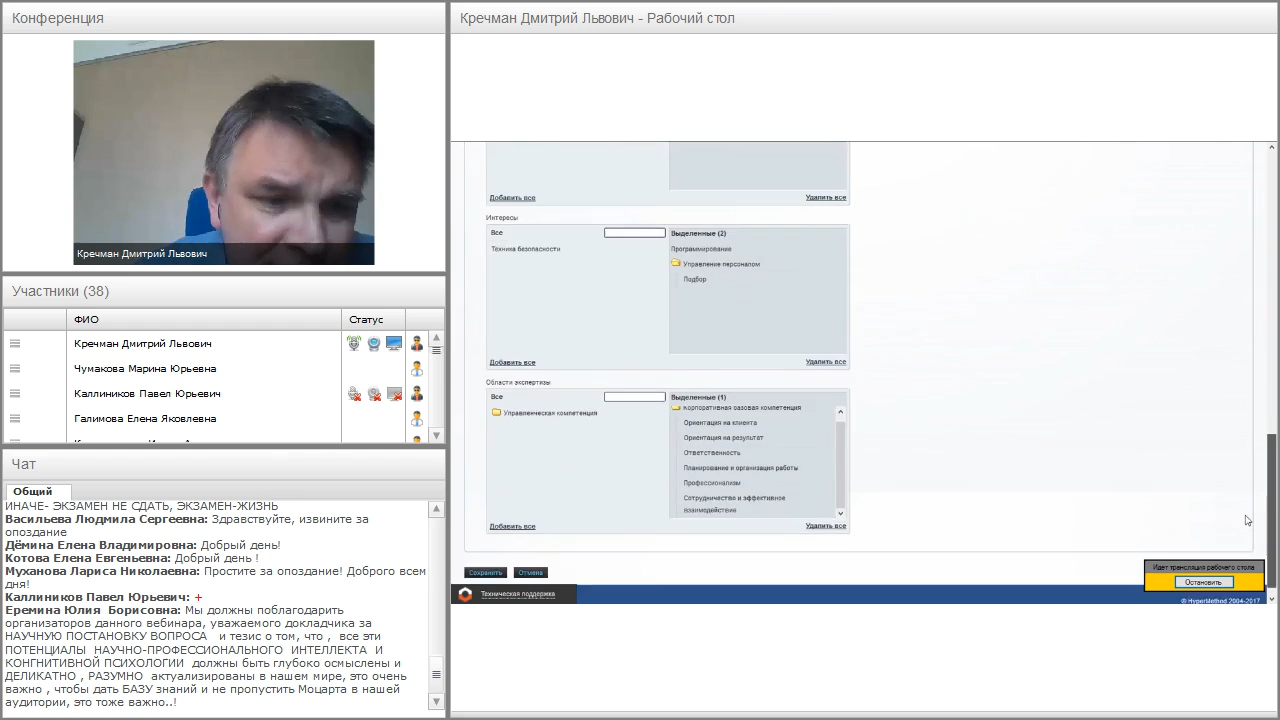 Конференция
Кречман Дмитрий Львович
Участники (38)
ФИО Статус
Кречман Дмитрий Львович
Чумакова Марина Юрьевна
Каллиников Павел Юрьевич
Галимова Елена Яковлевна
Чат
Общий
ИНАЧЕ- ЭКЗАМЕН НЕ СДАТЬ, ЭКЗАМЕН-ЖИЗНЬ
Васильева Людмила Сергеевна: Здравствуйте, извините за
опоздание
Дёмина Елена Владимировна: Добрый день!
Котова Елена Евгеньевна: Добрый день !
Муханова Лариса Николаевна: Простите за опоздание! Доброго всем
дня!
Каллиников Павел Юрьевич: +
Еремина Юлия Борисовна: Мы должны поблагодарить
организаторов данного вебинара, уважаемого докладчика за
НАУЧНУЮ ПОСТАНОВКУ ВОПРОСА и тезис о том, что , все эти
ПОТЕНЦИАЛЫ НАУЧНО-ПРОФЕССИОНАЛЬНОГО ИНТЕЛЛЕКТА И
КОНГНИТИВНОЙ ПСИХОЛОГИИ должны быть глубоко осмыслены и
ДЕЛИКАТНО , РАЗУМНО актуализированы в нашем мире, это очень
важно , чтобы дать БАЗУ знаний и не пропустить Моцарта в нашей
аудитории, это тоже важно..!
Кречман Дмитрий Львович - Рабочий стол
Добавить все Удалить все
Интересы
Все Выделенные (2)
Техника безопасности Программирование
Управление персоналом
Подбор
Добавить все Удалить все
Области экспертизы
Все Выделенные (1)
Управленческая компетенция Корпоративная базовая компетенция
Ориентация на клиента
Ориентация на результат
Ответственность
Планирование и организация работы
Профессионализм
Сотрудничество и эффективное
взаимодействие
Добавить все Удалить все
Сохранить Отмена
Идет трансляция рабочего стола
Остановить
Техническая поддержка
© HyperMethod 2004-2017